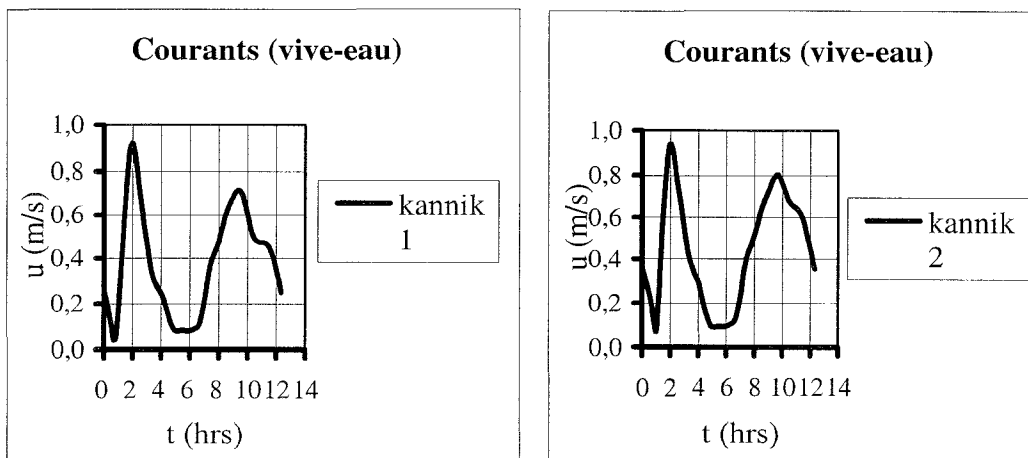 Courants (vive-eau)
1,0
0,8
0,6
0,4
0,2
0,0
u (m/s)
0 2 4 6 8 10 12 14
t (hrs)
kannik
1
Courants (vive-eau)
1,0
0,8
0,6
0,4
0,2
0,0
u (m/s)
0 2 4 6 8 10 12 14
t (hrs)
kannik
2